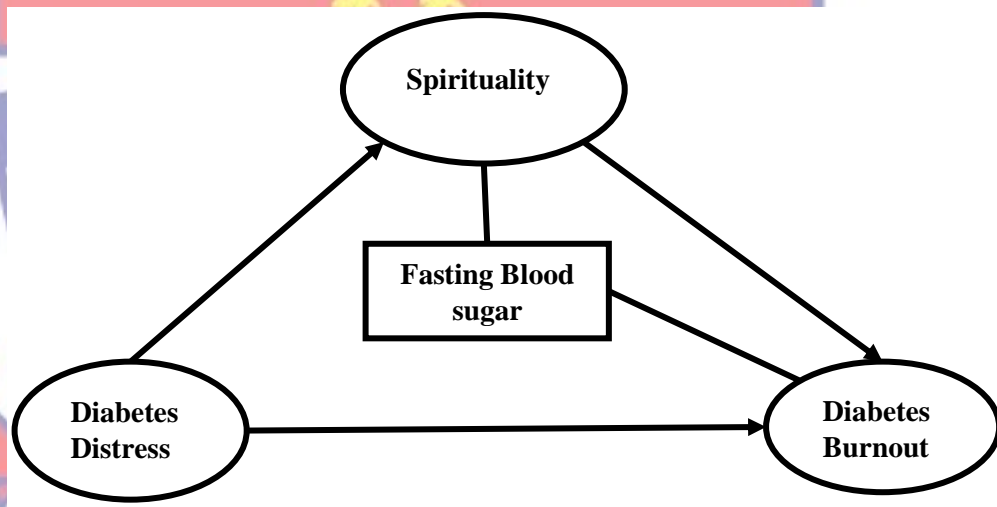 Spirituality
Fasting Blood
sugar
Diabetes
Distress
Diabetes
Burnout